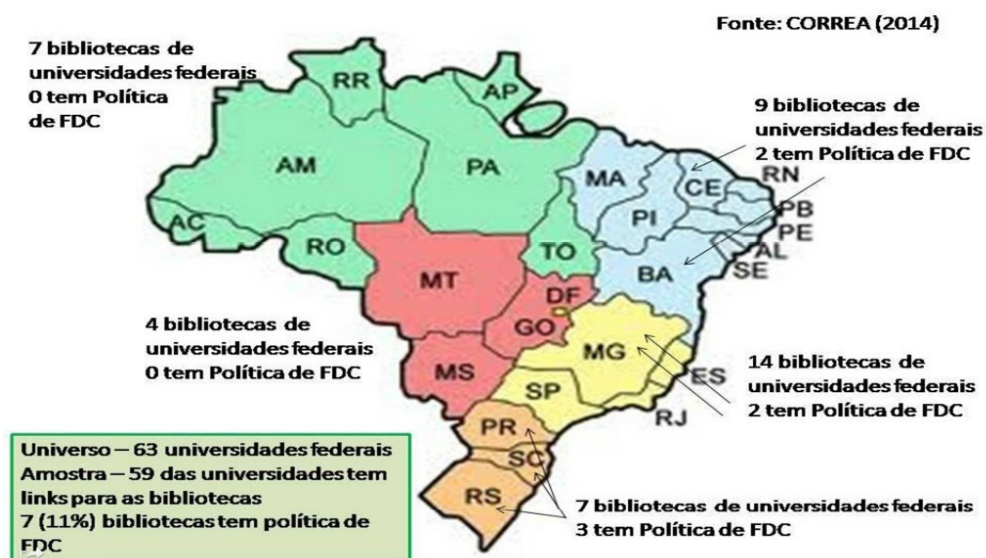 Fonte: CORREA (2014)
7 bibliotecas de
universidades federais
0 tem Política
de FDC
9 bibliotecas de
universidades federais
2 tem Política de FDC
RR
AP
AM
PA
MA
CE
RN
PB
PE
AL
SE
PI
AC
RO
TO
BA
MT
DF
GO
MG
ES
MS
SP
RJ
PR
SC
RS
4 bibliotecas de
universidades federais
0 tem Política de FDC
14 bibliotecas de
universidades federais
2 tem Política de FDC
7 bibliotecas de universidades federais
3 tem Política de FDC
Universo – 63 universidades federais
Amostra – 59 das universidades tem
links para as bibliotecas
7 (11%) bibliotecas tem política de
FDC